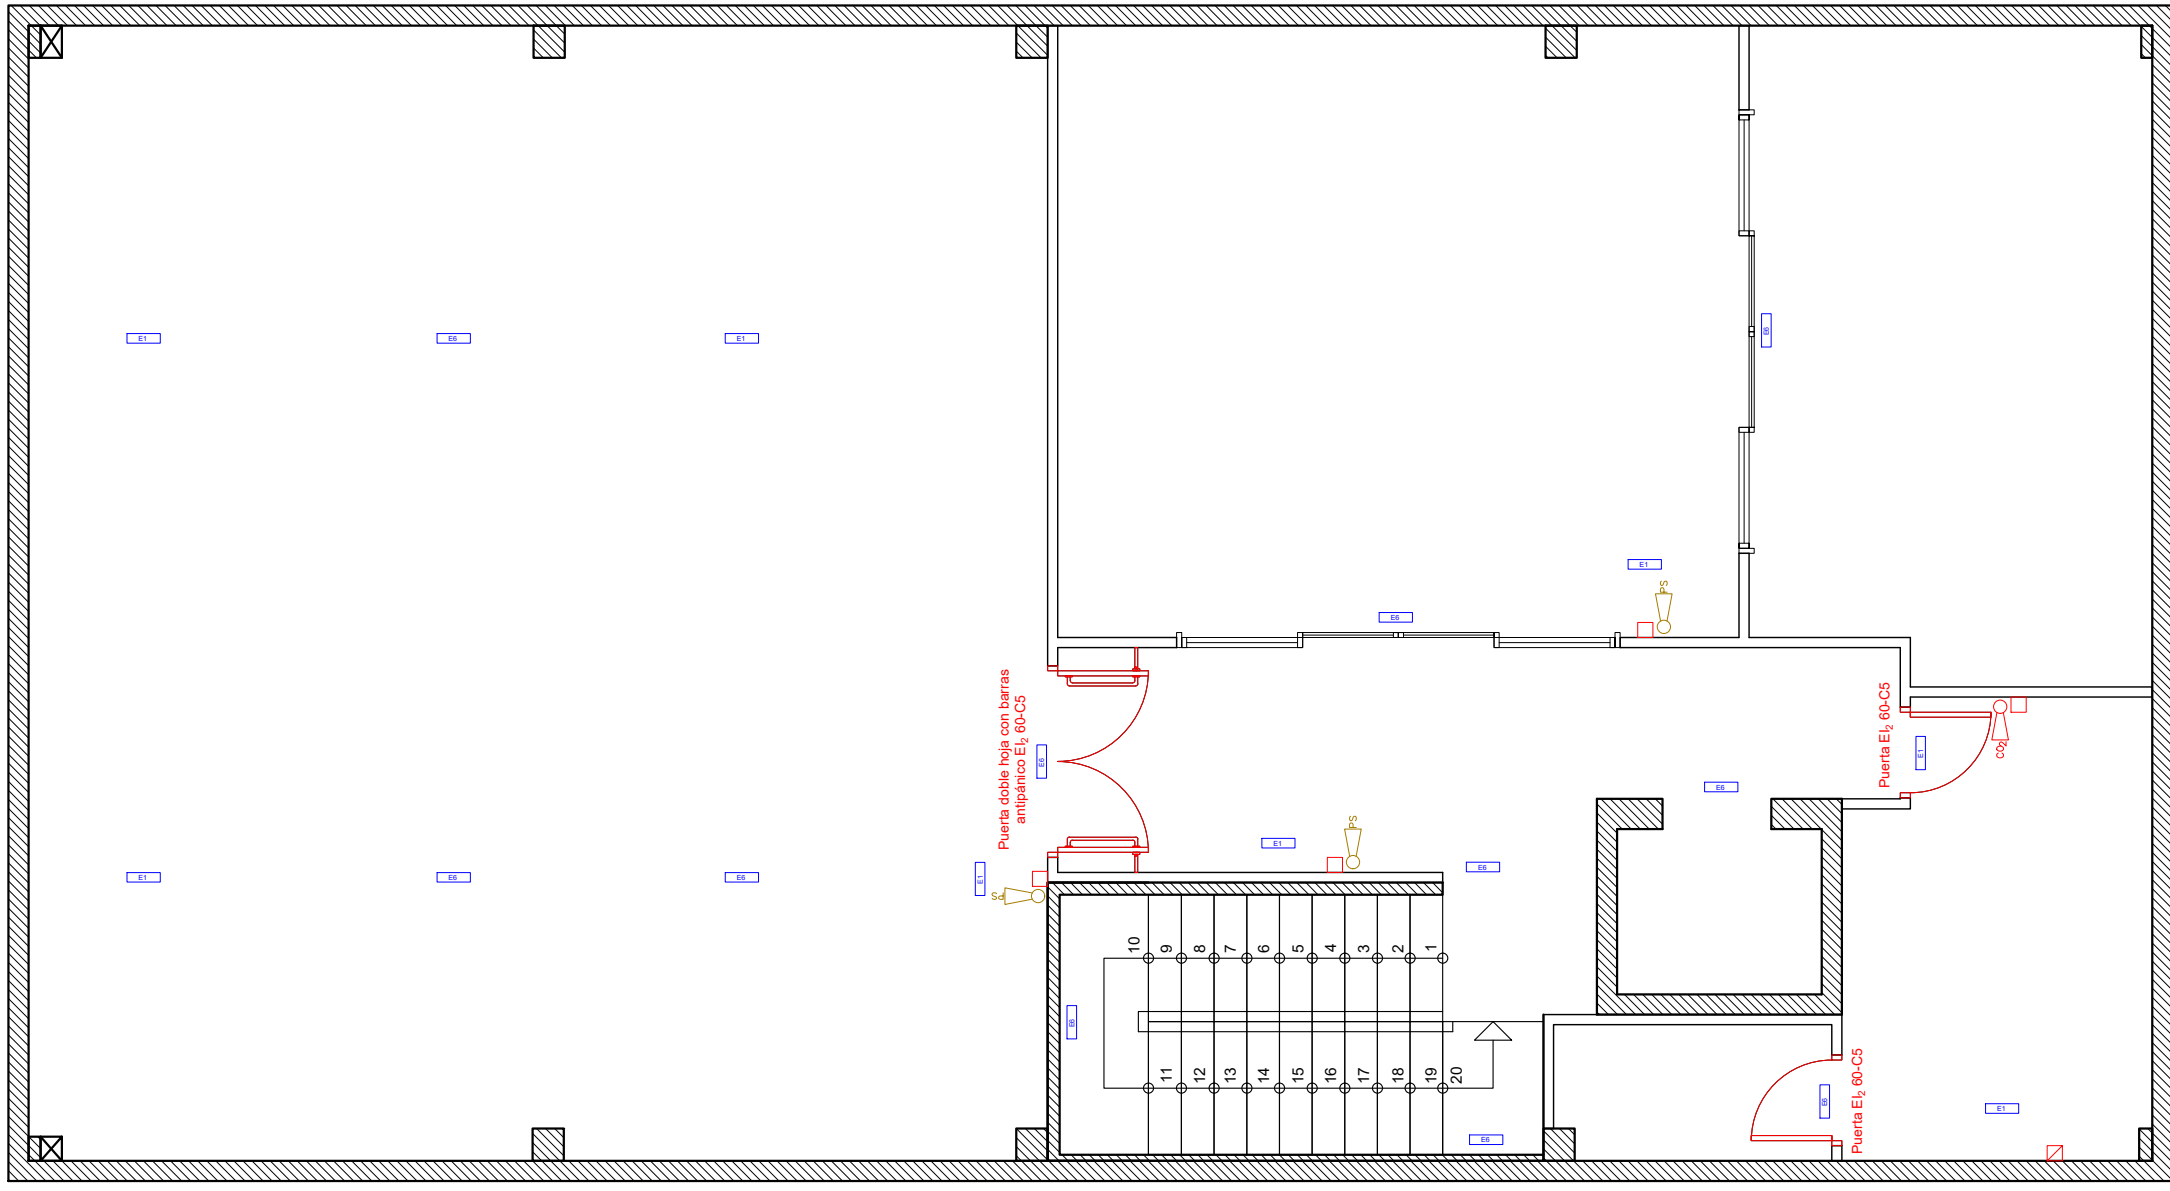 E1
E6
E1
E6
E1
PS
E6
Puerta doble hoja con barras
antipánico EI₂ 60-C5
E6
Puerta EI₂ 60-C5
E1
CO₂
E6
E1
PS
E6
E1
E6
E6
E1
PS
10
9
8
7
6
5
4
3
2
1
E6
11
12
13
14
15
16
17
18
19
20
E6
E6
Puerta EI₂ 60-C5
E1